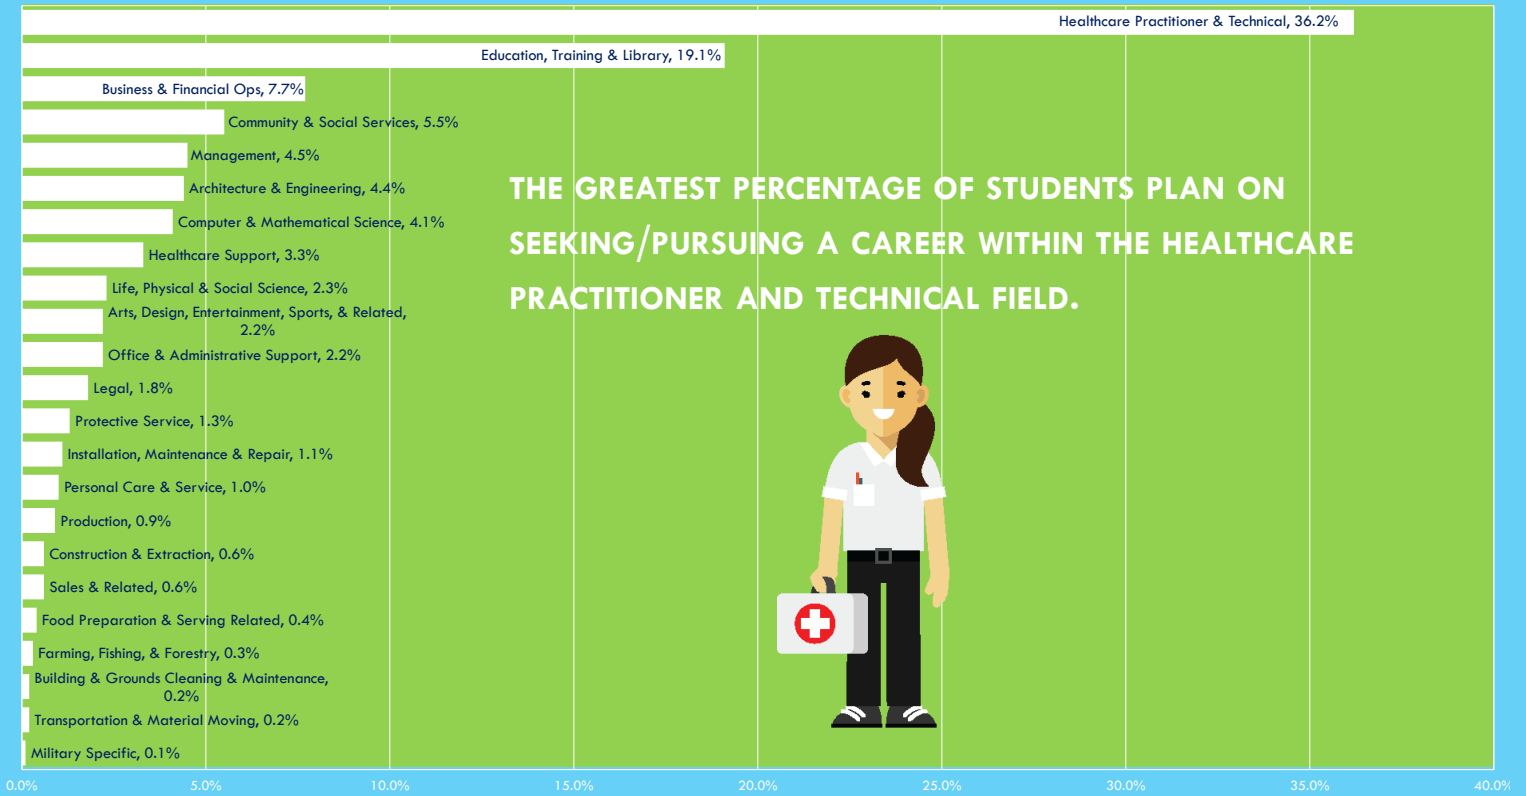 Healthcare Practitioner & Technical, 36.2%
Education, Training & Library, 19.1%
Business & Financial Ops, 7.7%
Community & Social Services, 5.5%
Management, 4.5%
Architecture & Engineering, 4.4%
Computer & Mathematical Science, 4.1%
Healthcare Support, 3.3%
Life, Physical & Social Science, 2.3%
Arts, Design, Entertainment, Sports, & Related,
2.2%
Office & Administrative Support, 2.2%
Legal, 1.8%
Protective Service, 1.3%
Installation, Maintenance & Repair, 1.1%
Personal Care & Service, 1.0%
Production, 0.9%
Construction & Extraction, 0.6%
Sales & Related, 0.6%
Food Preparation & Serving Related, 0.4%
Farming, Fishing, & Forestry, 0.3%
Building & Grounds Cleaning & Maintenance,
0.2%
Transportation & Material Moving, 0.2%
Military Specific, 0.1%
THE GREATEST PERCENTAGE OF STUDENTS PLAN ON
SEEKING/PURSUING A CAREER WITHIN THE HEALTHCARE
PRACTITIONER AND TECHNICAL FIELD.
0.0% 5.0% 10.0% 15.0% 20.0% 25.0% 30.0% 35.0% 40.0%